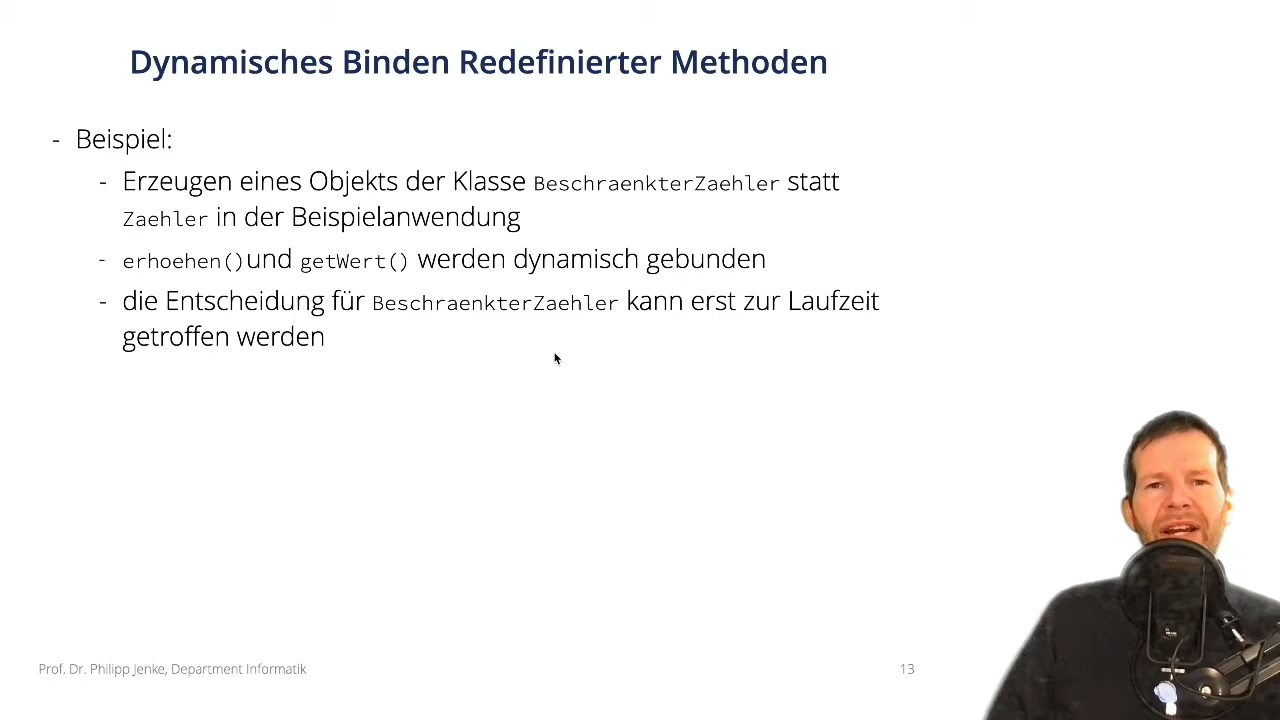 Dynamisches Binden Redefinierter Methoden
- Beispiel:
- Erzeugen eines Objekts der Klasse BeschraenkterZaehler statt
Zaehler in der Beispielanwendung
- erhoehen()und getWert() werden dynamisch gebunden
- die Entscheidung für BeschraenkterZaehler kann erst zur Laufzeit
getroffen werden
Prof. Dr. Philipp Jenke, Department Informatik
13